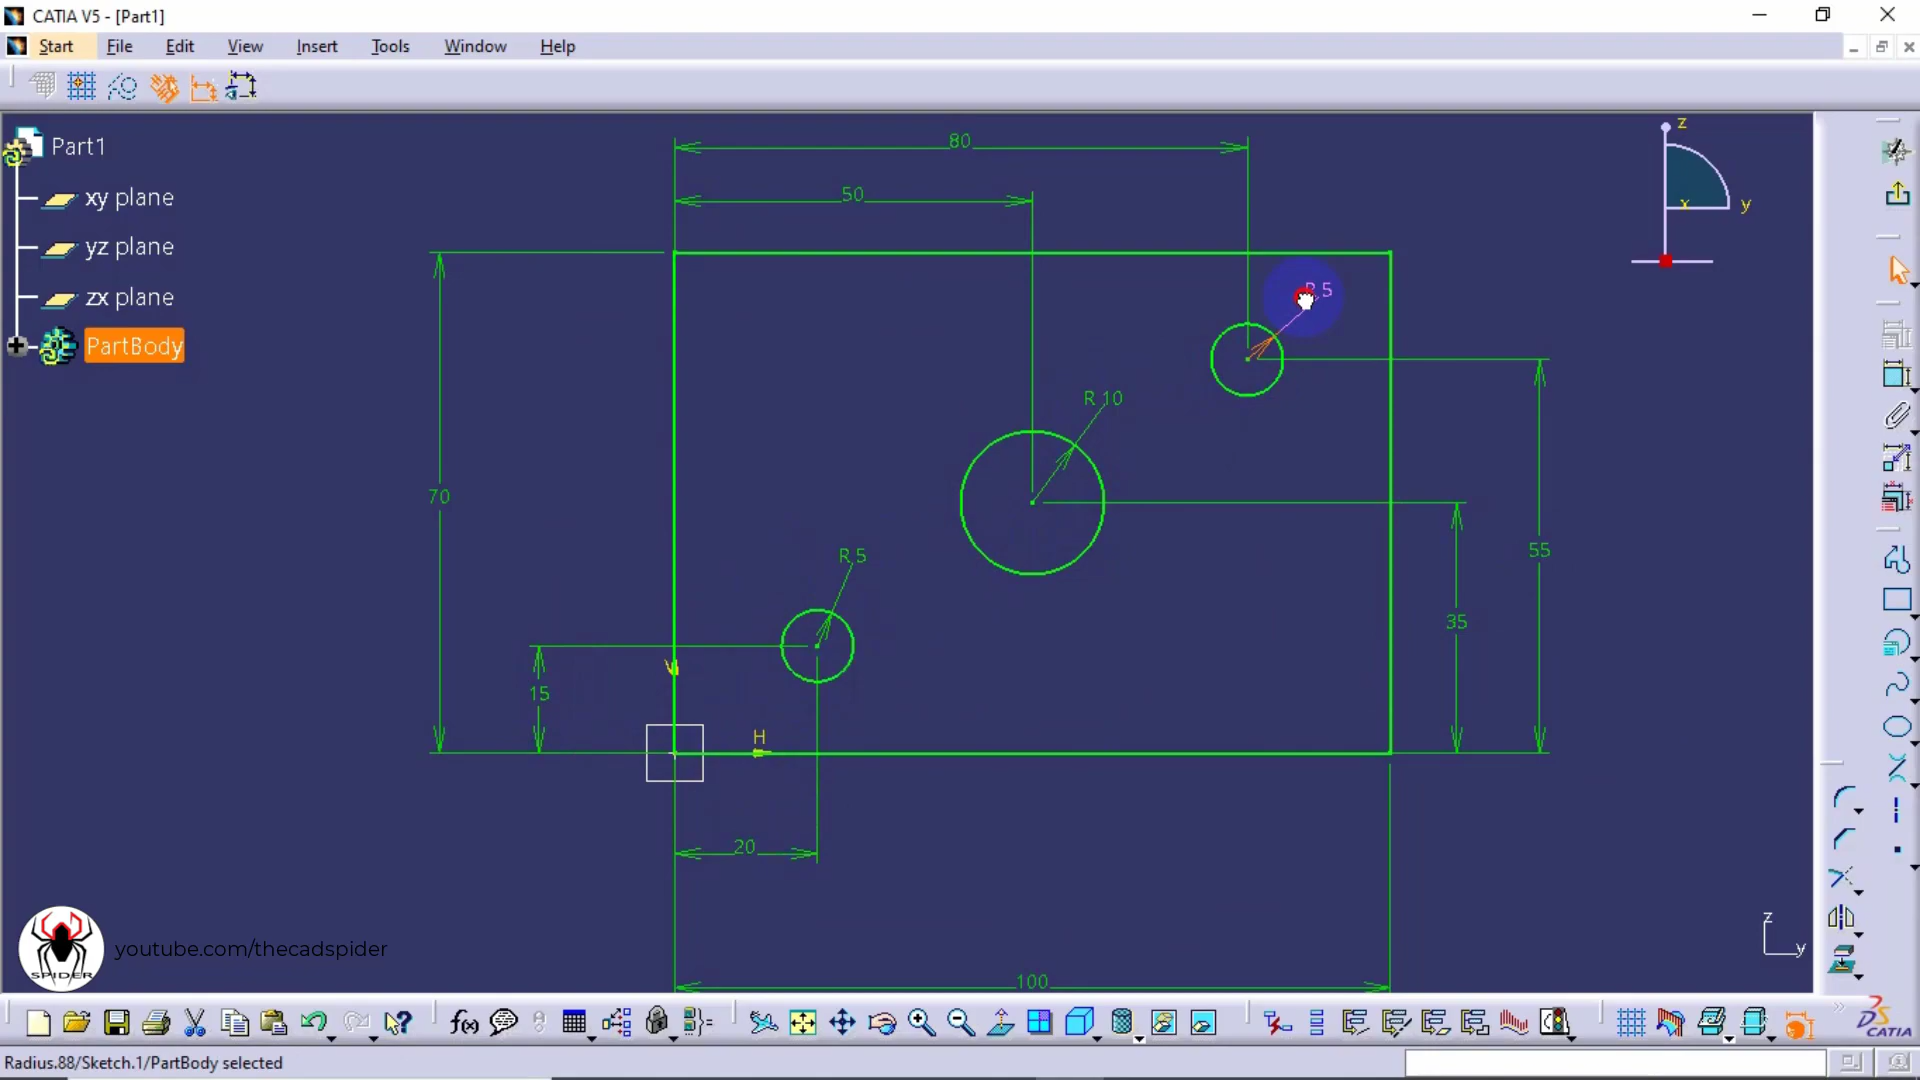 CATIA V5 - [Part1]
Start File Edit View Insert Tools Window Help
Part1
xy plane
yz plane
zx plane
PartBody
80
50
z
x
y
R 5
R 10
70
55
R 5
35
15
V
H
20
100
z
y
SPIDER
youtube.com/thecadspider
f(x)
CATIA
Radius.88/Sketch.1/PartBody selected